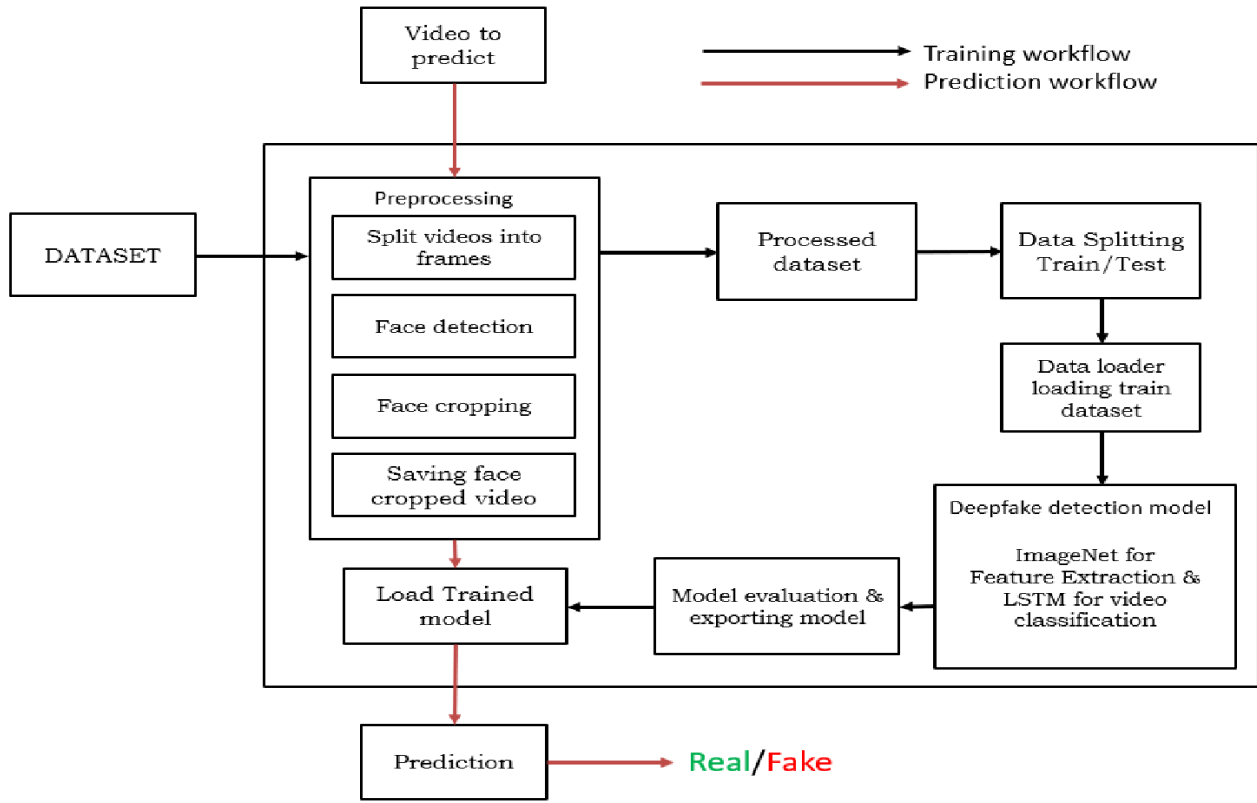 Video to
predict
Training workflow
Prediction workflow
DATASET
Preprocessing
Split videos into
frames
Face detection
Face cropping
Saving face
cropped video
Processed
dataset
Data Splitting
Train/Test
Data loader
loading train
dataset
Deepfake detection model
ImageNet for
Feature Extraction &
LSTM for video
classification
Model evaluation &
exporting model
Load Trained
model
Prediction
Real/Fake